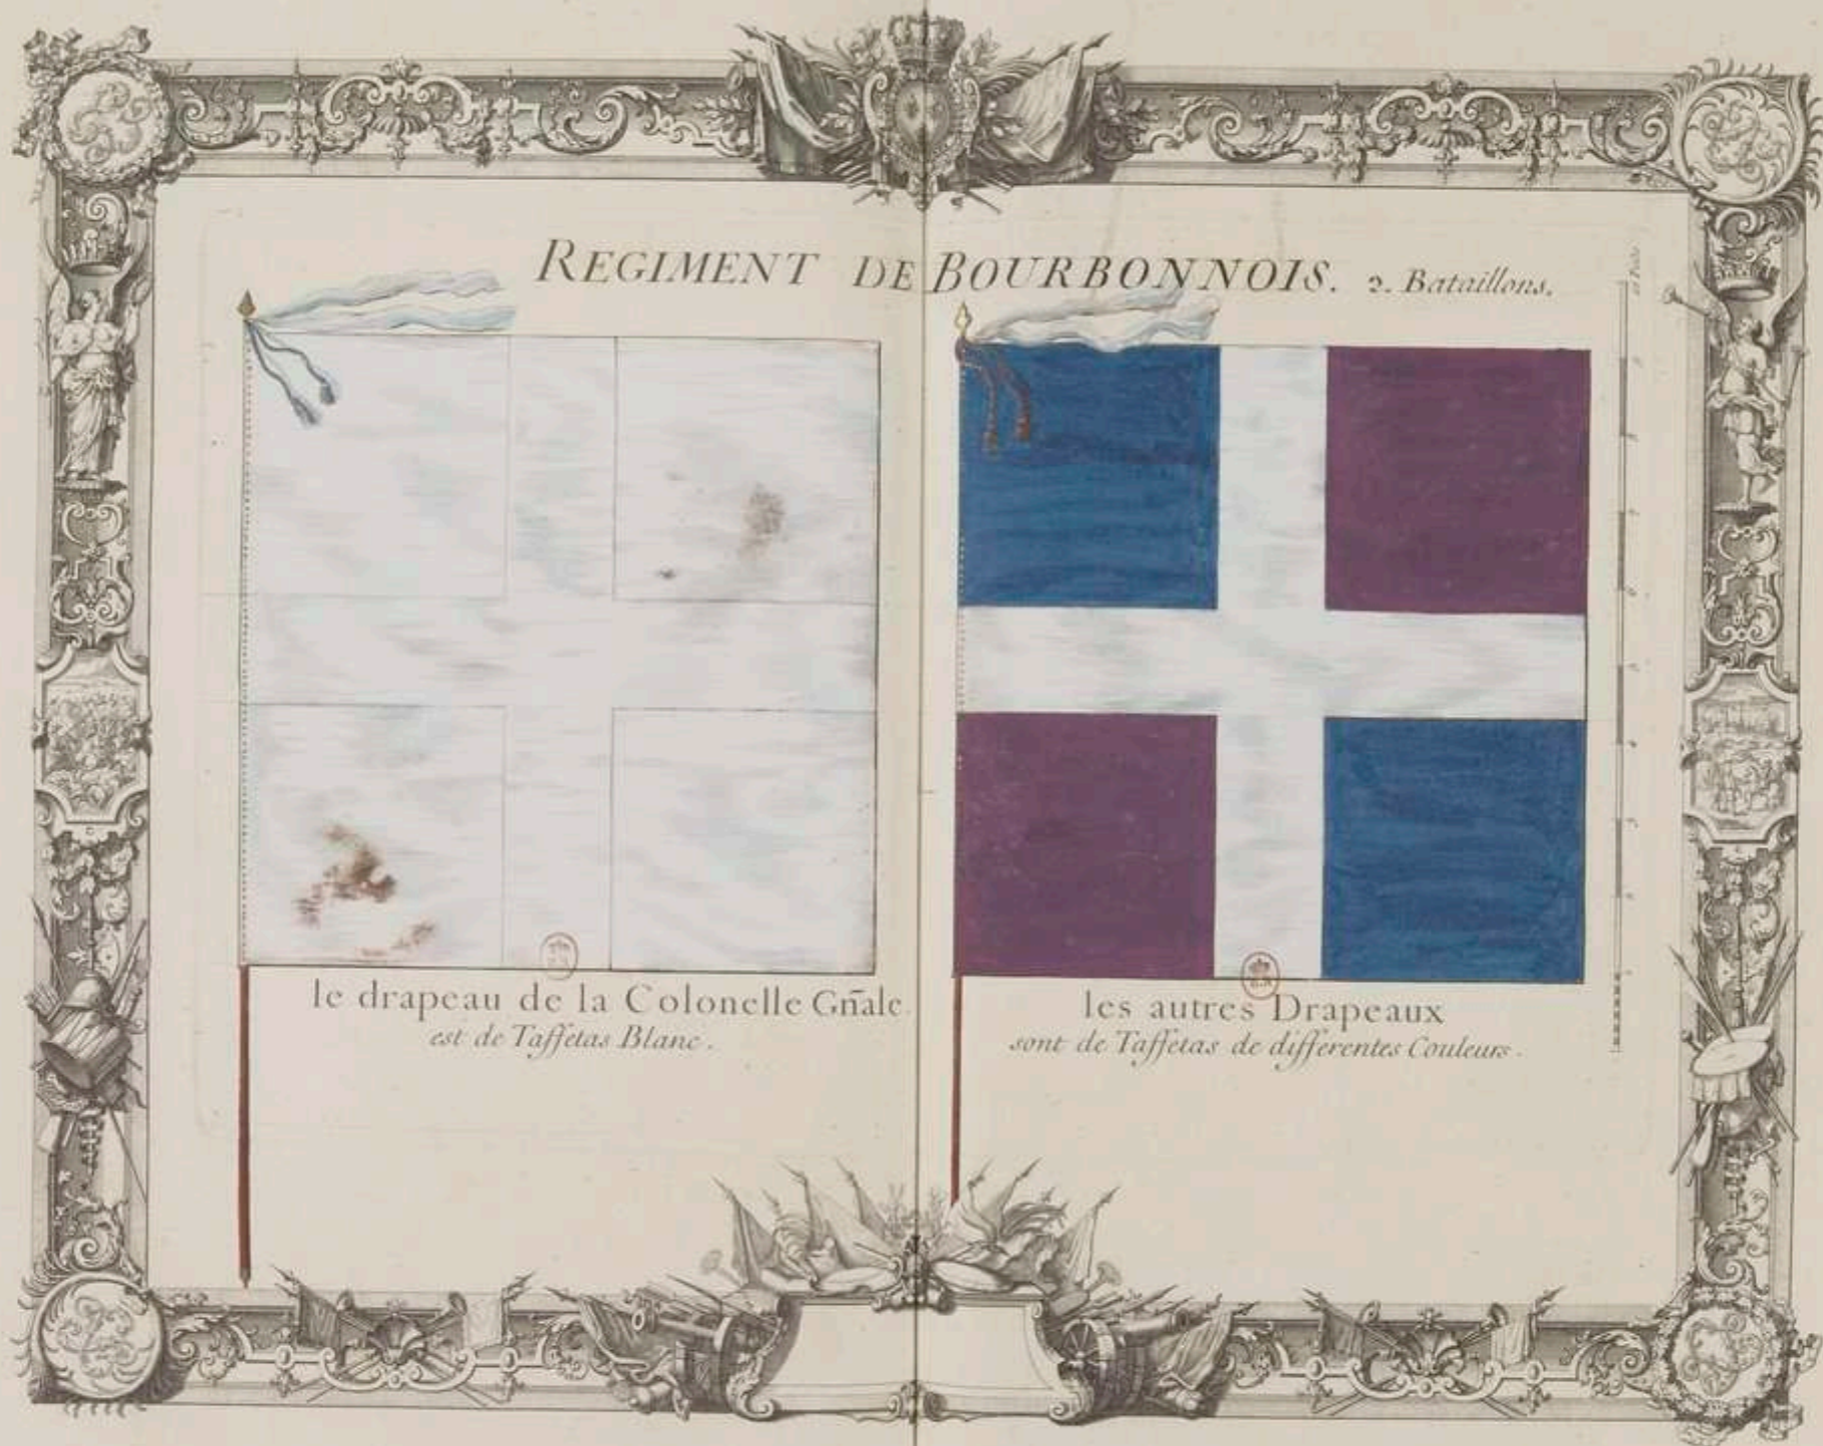 REGIMENT DE BOURBONNOIS. 2. Bataillons.
le drapeau de la Colonelle Gñale.
est de Taffetas Blanc.
les autres Drapeaux
sont de Taffetas de differentes Couleurs.